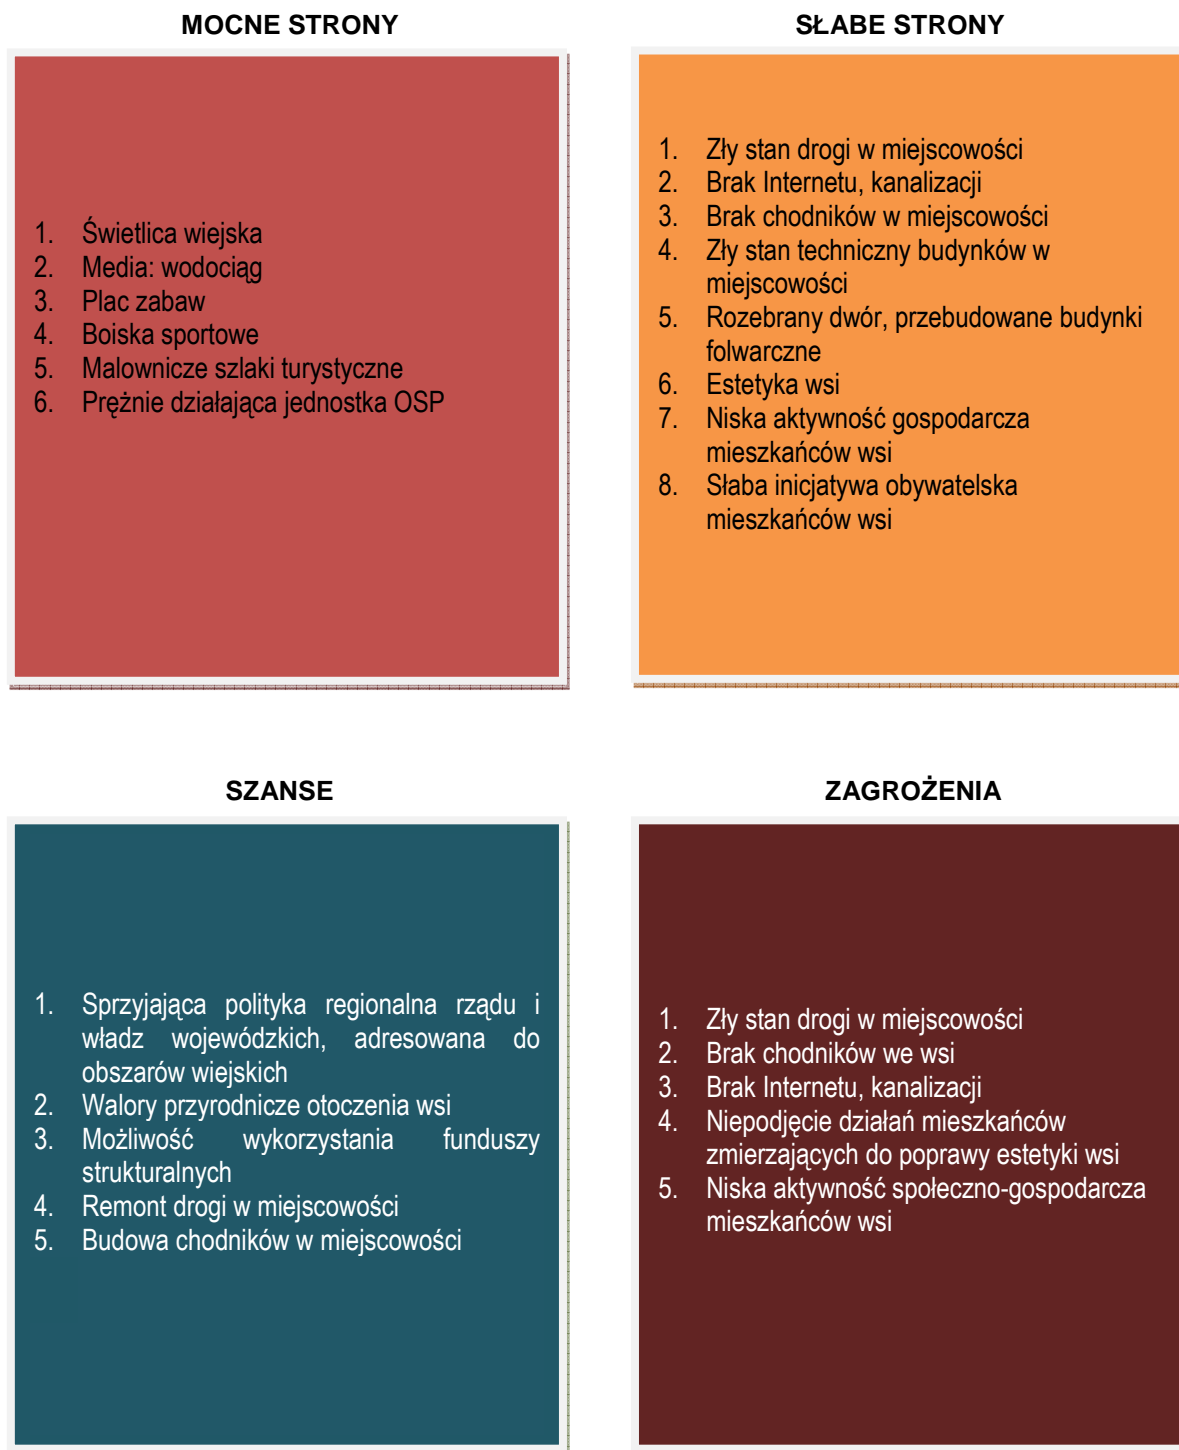 MOCNE STRONY
1. Świetlica wiejska
2. Media: wodociąg
3. Plac zabaw
4. Boiska sportowe
5. Malownicze szlaki turystyczne
6. Prężnie działająca jednostka OSP
SŁABE STRONY
1. Zły stan drogi w miejscowości
2. Brak Internetu, kanalizacji
3. Brak chodników w miejscowości
4. Zły stan techniczny budynków w
miejscowości
5. Rozebrany dwór, przebudowane budynki
folwarczne
6. Estetyka wsi
7. Niska aktywność gospodarcza
mieszkańców wsi
8. Słaba inicjatywa obywatelska
mieszkańców wsi
SZANSE
1. Sprzyjająca polityka regionalna rządu i
władz wojewódzkich, adresowana do
obszarów wiejskich
2. Walory przyrodnicze otoczenia wsi
3. Możliwość wykorzystania funduszy
strukturalnych
4. Remont drogi w miejscowości
5. Budowa chodników w miejscowości
ZAGROŻENIA
1. Zły stan drogi w miejscowości
2. Brak chodników we wsi
3. Brak Internetu, kanalizacji
4. Niepodjęcie działań mieszkańców
zmierzających do poprawy estetyki wsi
5. Niska aktywność społeczno-gospodarcza
mieszkańców wsi